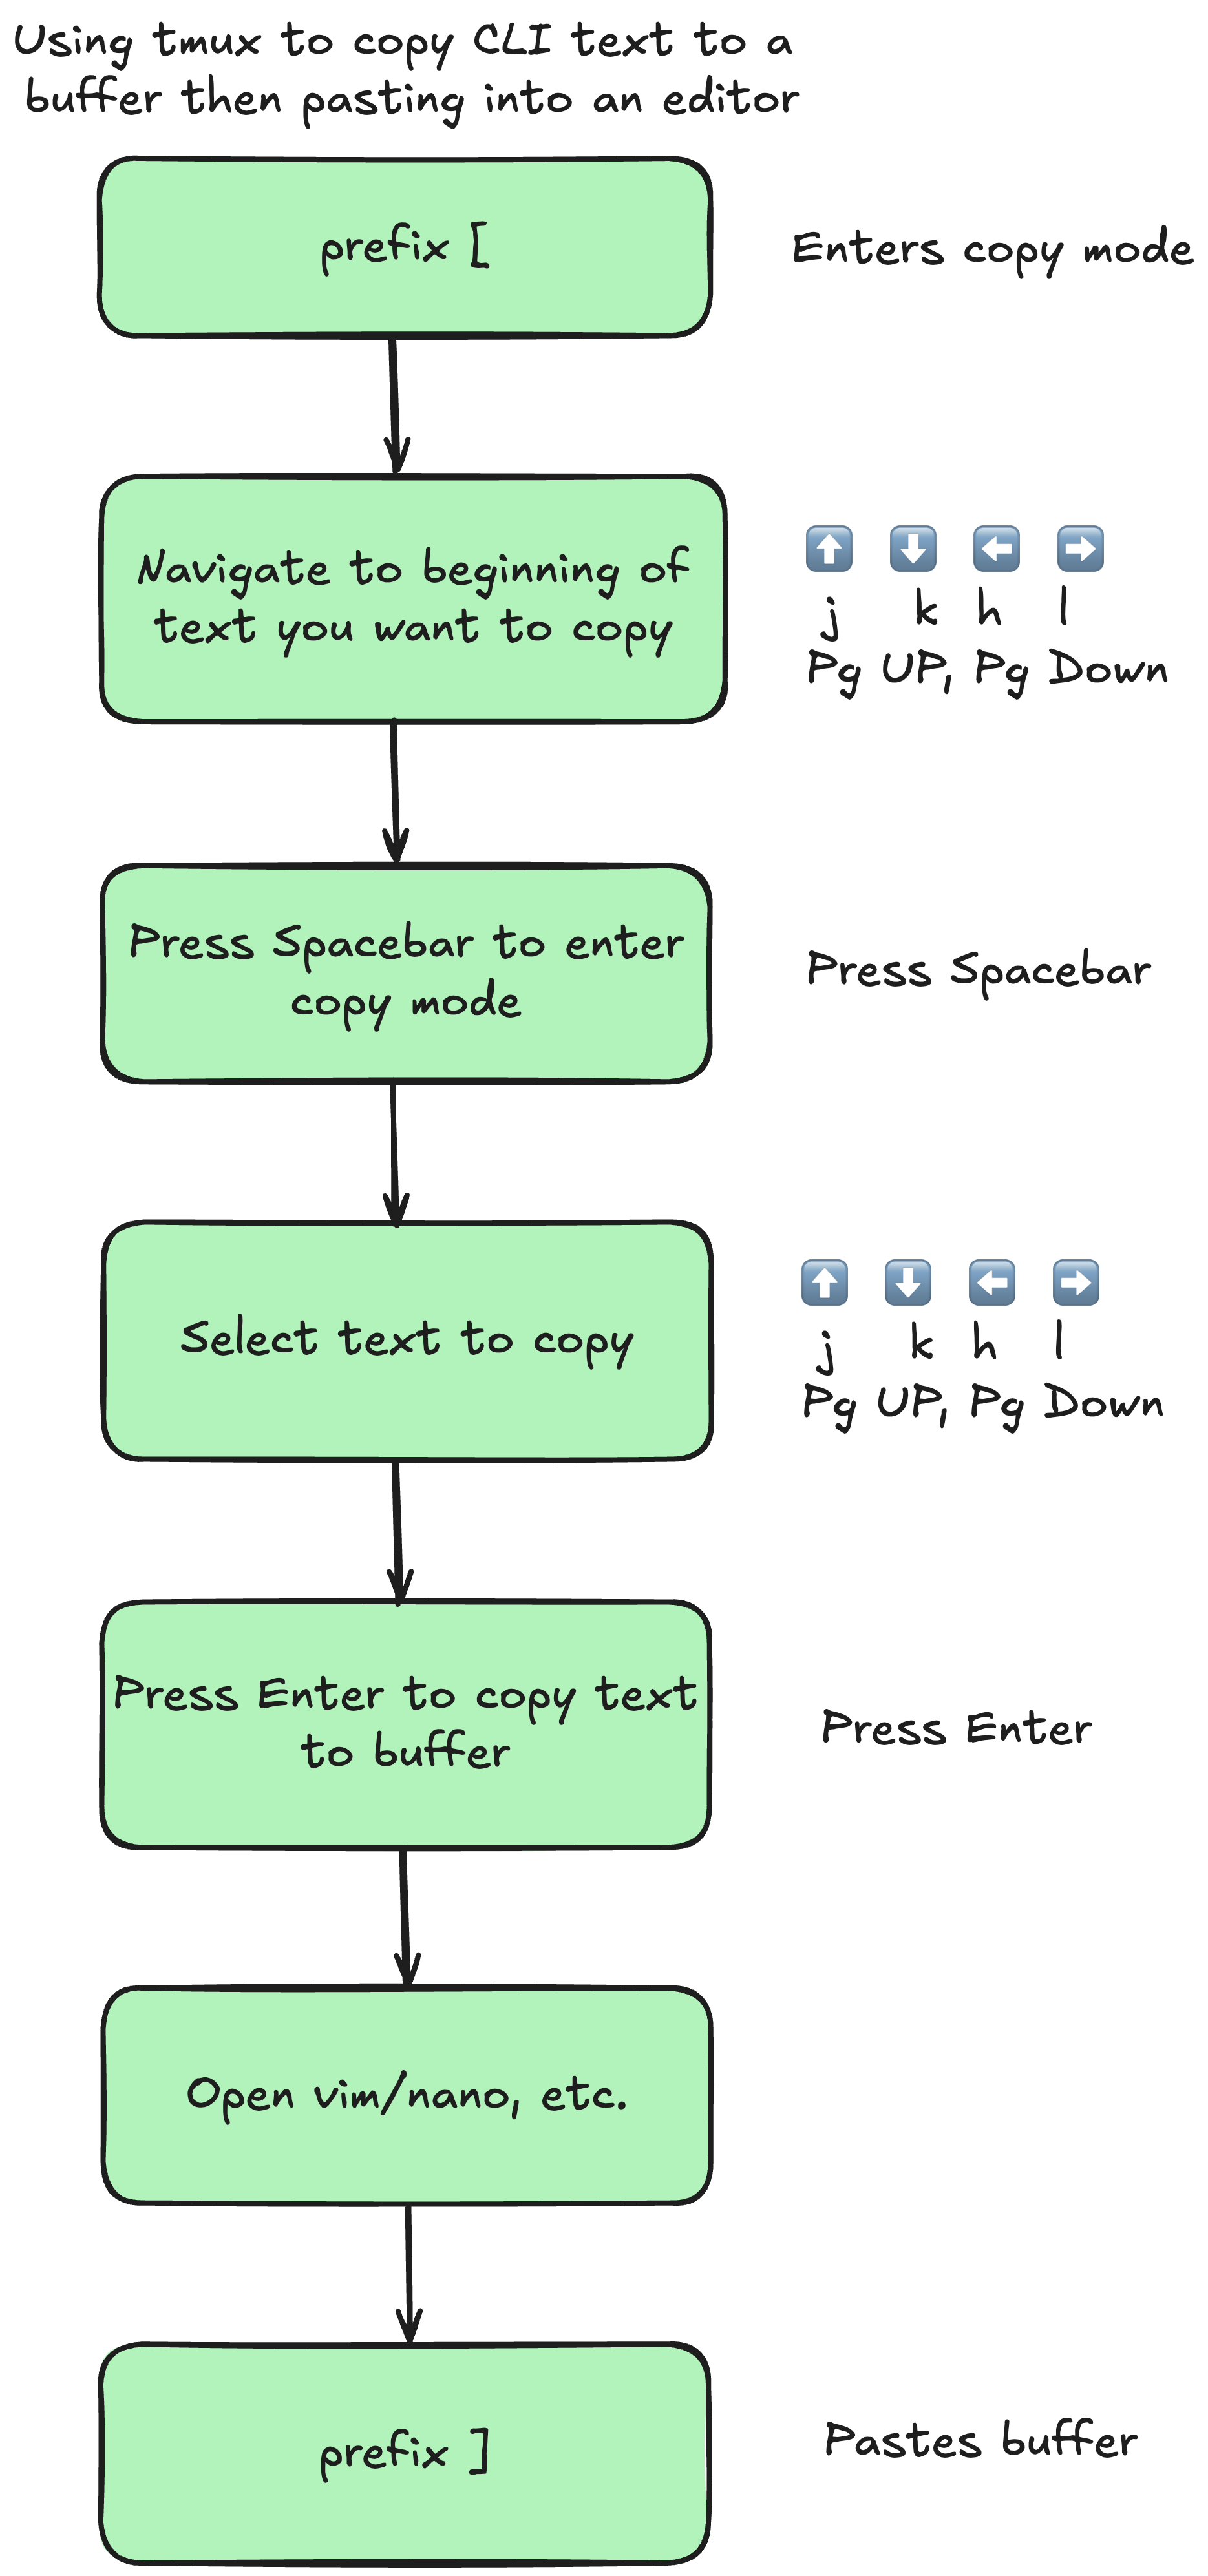 Using tmux to copy CLI text to a
buffer then pasting into an editor
prefix [
Enters copy mode
Navigate to beginning of
text you want to copy
⬆️ ⬇️ ⬅️ ➡️
j k h l
Pg UP, Pg Down
Press Spacebar to enter
copy mode
Press Spacebar
Select text to copy
⬆️ ⬇️ ⬅️ ➡️
j k h l
Pg UP, Pg Down
Press Enter to copy text
to buffer
Press Enter
Open vim/nano, etc.
prefix ]
Pastes buffer